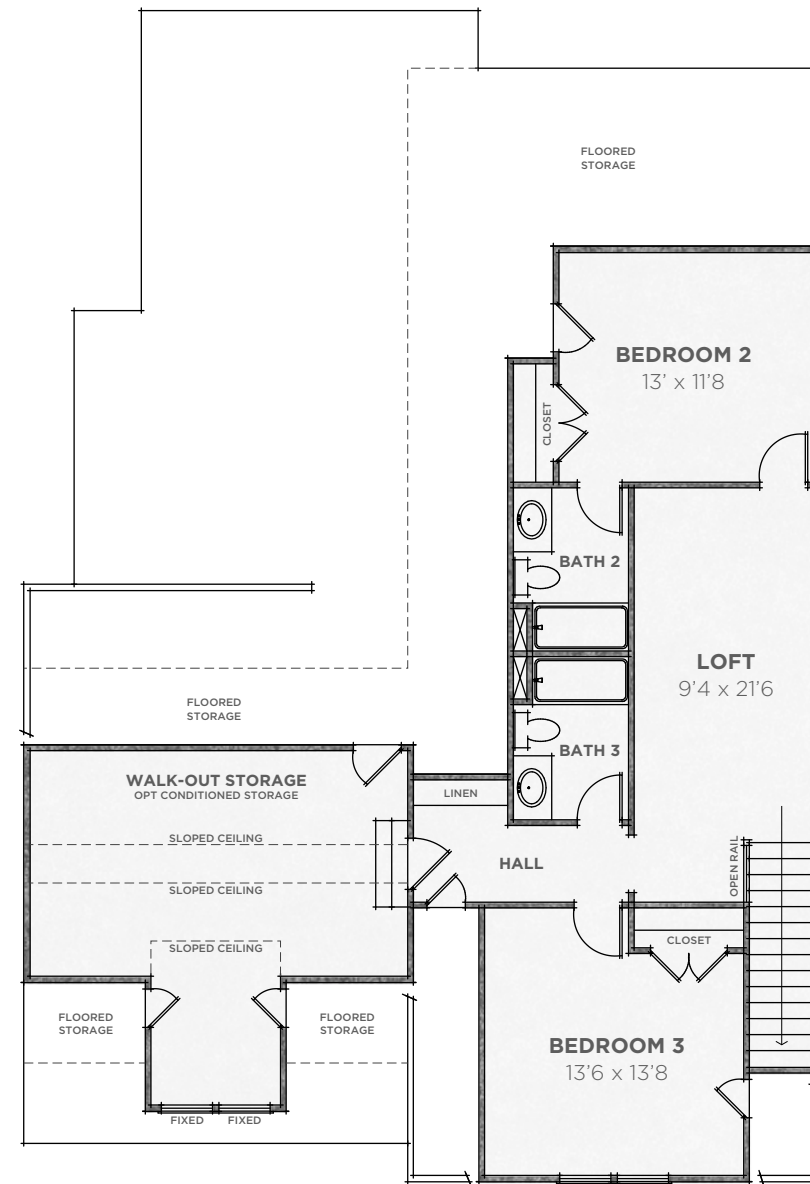 FLOORED
STORAGE
BEDROOM 2
13' x 11'8
CLOSET
BATH 2
LOFT
9'4 x 21'6
FLOORED
STORAGE
BATH 3
WALK-OUT STORAGE
OPT CONDITIONED STORAGE
LINEN
SLOPED CEILING
HALL
OPEN RAIL
SLOPED CEILING
SLOPED CEILING
CLOSET
FLOORED
STORAGE
FLOORED
STORAGE
BEDROOM 3
13'6 x 13'8
FIXED
FIXED